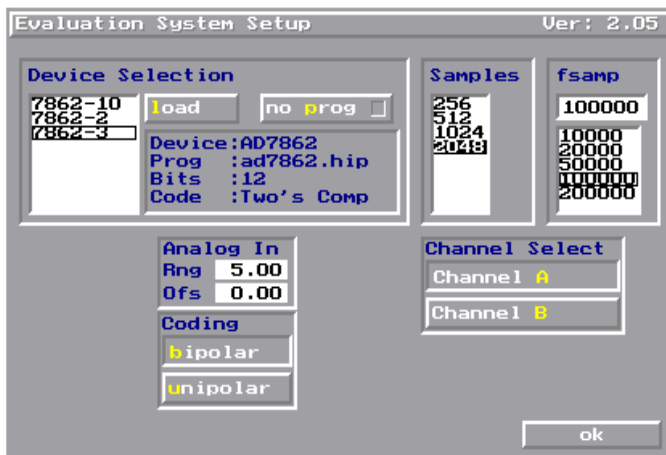 Evaluation System Setup Ver: 2.05
Device Selection
7862-10
7862-2
7862-3
load
no prog
Device:AD7862
Prog :ad7862.hip
Bits :12
Code :Two's Comp
Samples
256
512
1024
2048
fsamp
100000
10000
20000
50000
100000
200000
Analog In
Rng 5.00
Ofs 0.00
Coding
bipolar
unipolar
Channel Select
Channel A
Channel B
ok